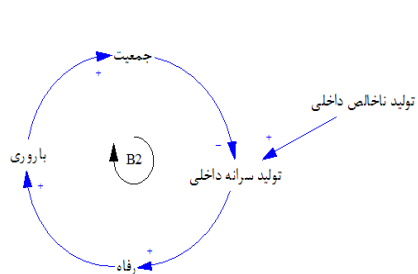 جمعیت
+
تولید ناخالص داخلی
+
−
باروری
B2
تولید سرانه داخلی
+
+
رفاه